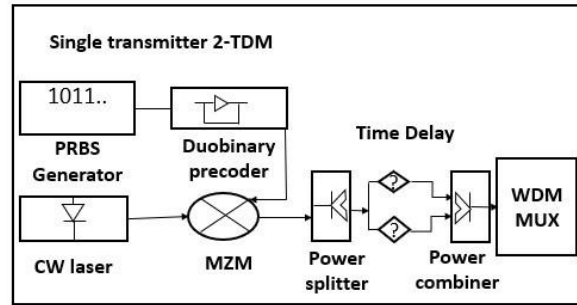 Single transmitter 2-TDM
1011..
PRBS
Generator
Duobinary
precoder
Time Delay
?
?
WDM
MUX
CW laser
MZM
Power
splitter
Power
combiner